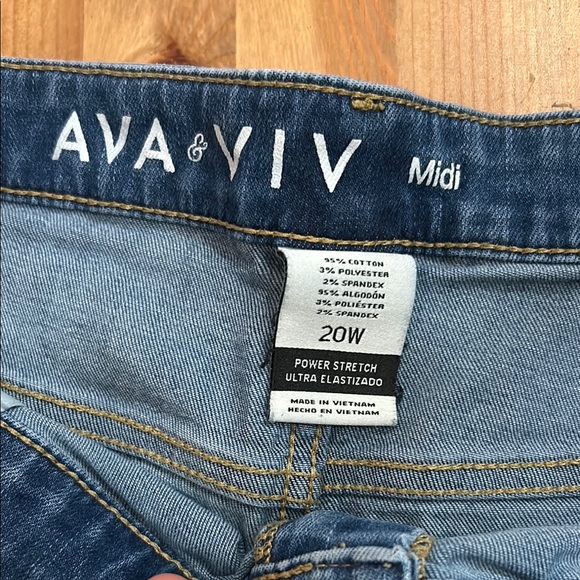 AVA & VIV Midi
95% COTTON
3% POLYESTER
2% SPANDEX
95% ALGODÓN
3% POLIÉSTER
2% SPANDEX
20W
POWER STRETCH
ULTRA ELASTIZADO
MADE IN VIETNAM
HECHO EN VIETNAM